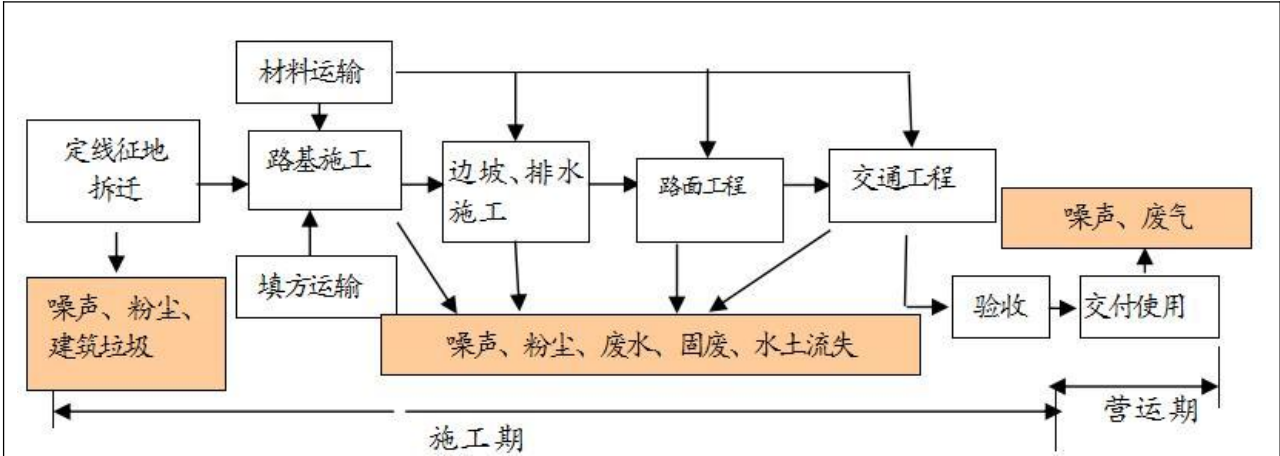 材料运输
定线征地
拆迁
路基施工
边坡、排水
施工
路面工程
交通工程
噪声、废气
填方运输
噪声、粉尘、
建筑垃圾
噪声、粉尘、废水、固废、水土流失
验收
交付使用
营运期
施工期